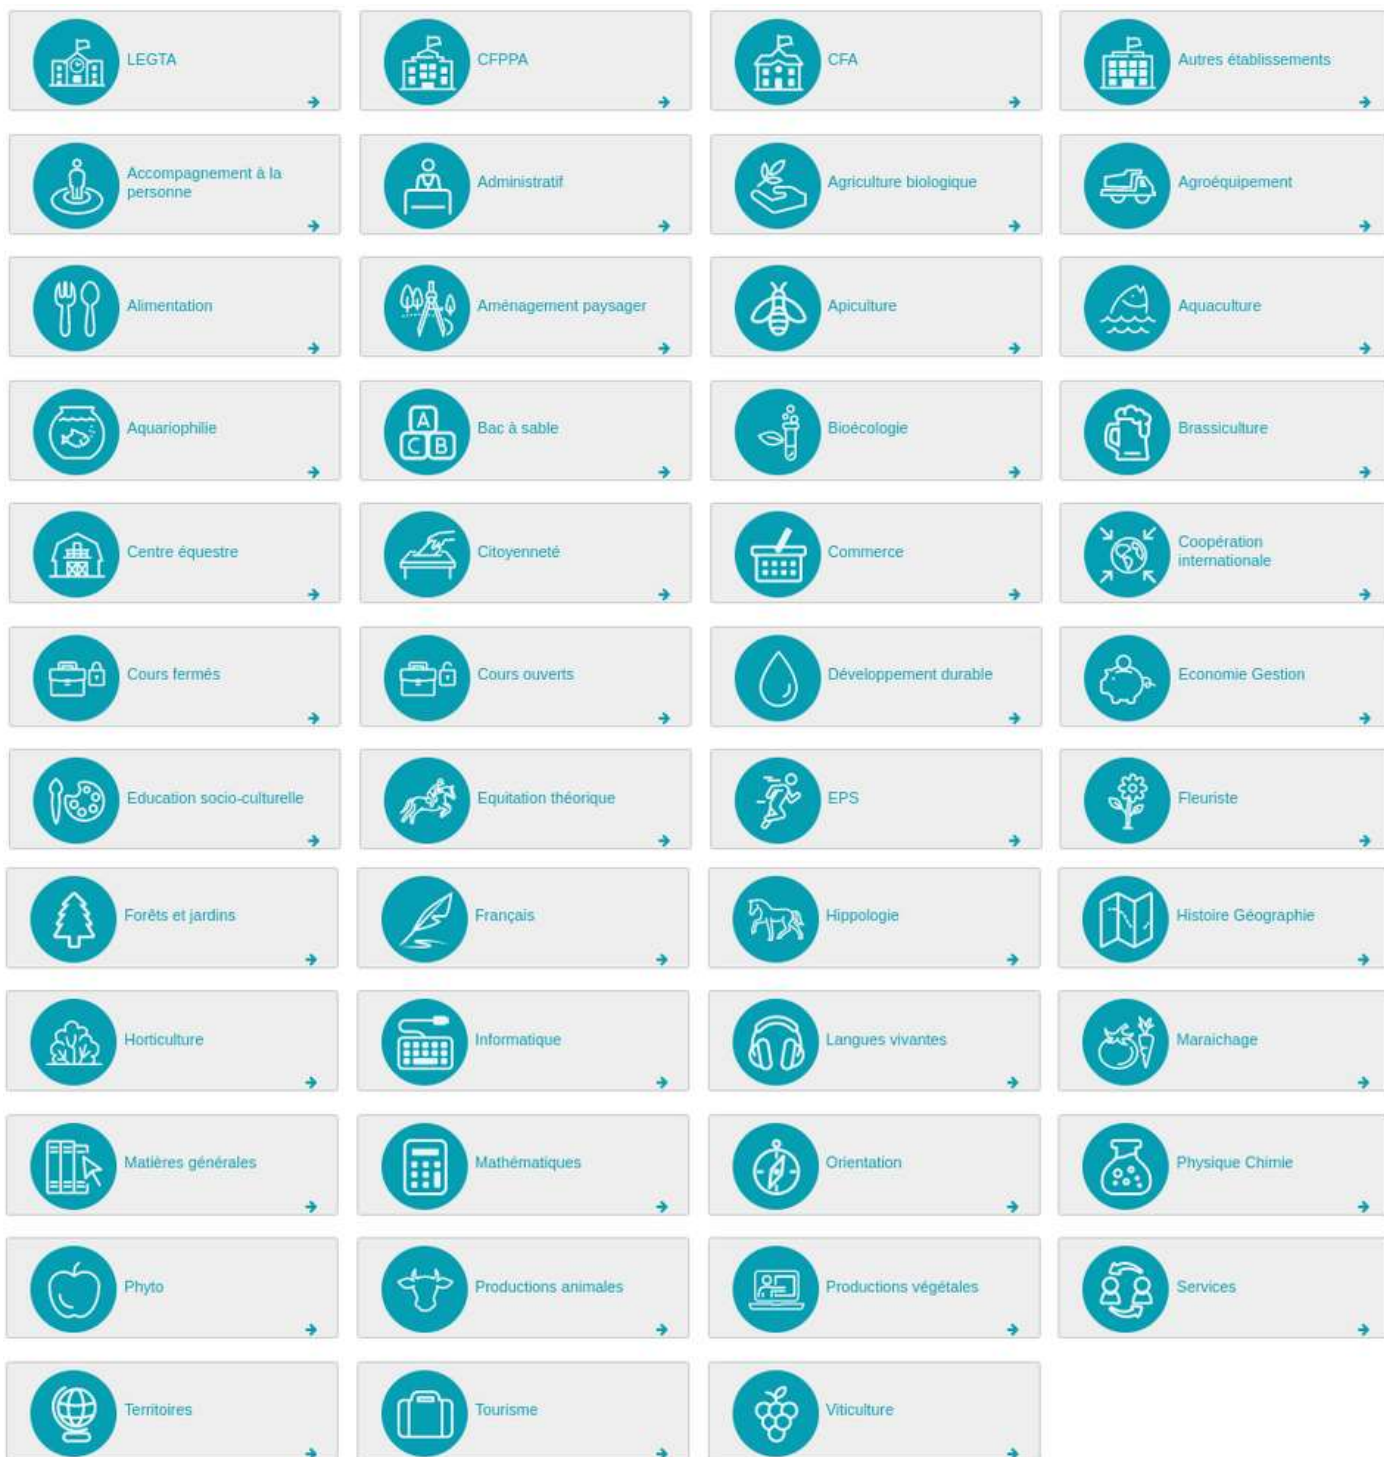 LEGTA
CFPPA
CFA
Autres établissements
Accompagnement à la
personne
Administratif
Agriculture biologique
Agroéquipement
Alimentation
Aménagement paysager
Apiculture
Aquaculture
Aquariophilie
A
C B
Bac à sable
Bioécologie
Brassiculture
Centre équestre
Citoyenneté
Commerce
Coopération
internationale
Cours fermés
Cours ouverts
Développement durable
Economie Gestion
Education socio-culturelle
Equitation théorique
EPS
Fleuriste
Forêts et jardins
Français
Hippologie
Histoire Géographie
Horticulture
Informatique
Langues vivantes
Maraichage
Matières générales
Mathématiques
Orientation
Physique Chimie
Phyto
Productions animales
Productions végétales
Services
Territoires
Tourisme
Viticulture